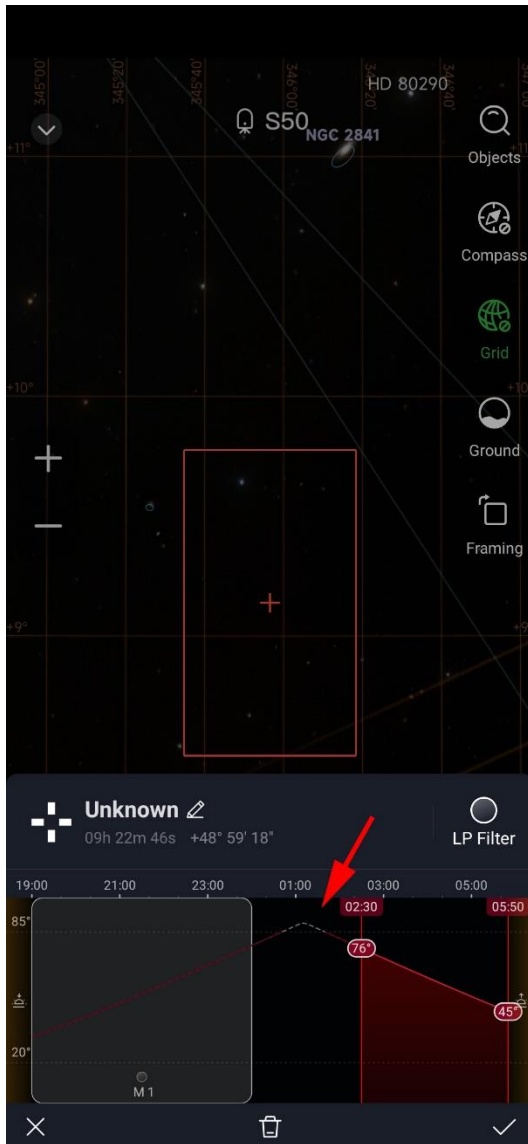 345°00'
345°20'
345°40'
346°00'
346°20'
346°40'
HD 80290
S50
NGC 2841
Objects
+11°
Compass
Grid
+10°
Ground
Framing
+9°
Unknown
09h 22m 46s +48° 59' 18"
LP Filter
19:00 21:00 23:00 01:00 03:00 05:00
02:30 05:50
85°
76°
45°
20°
M 1